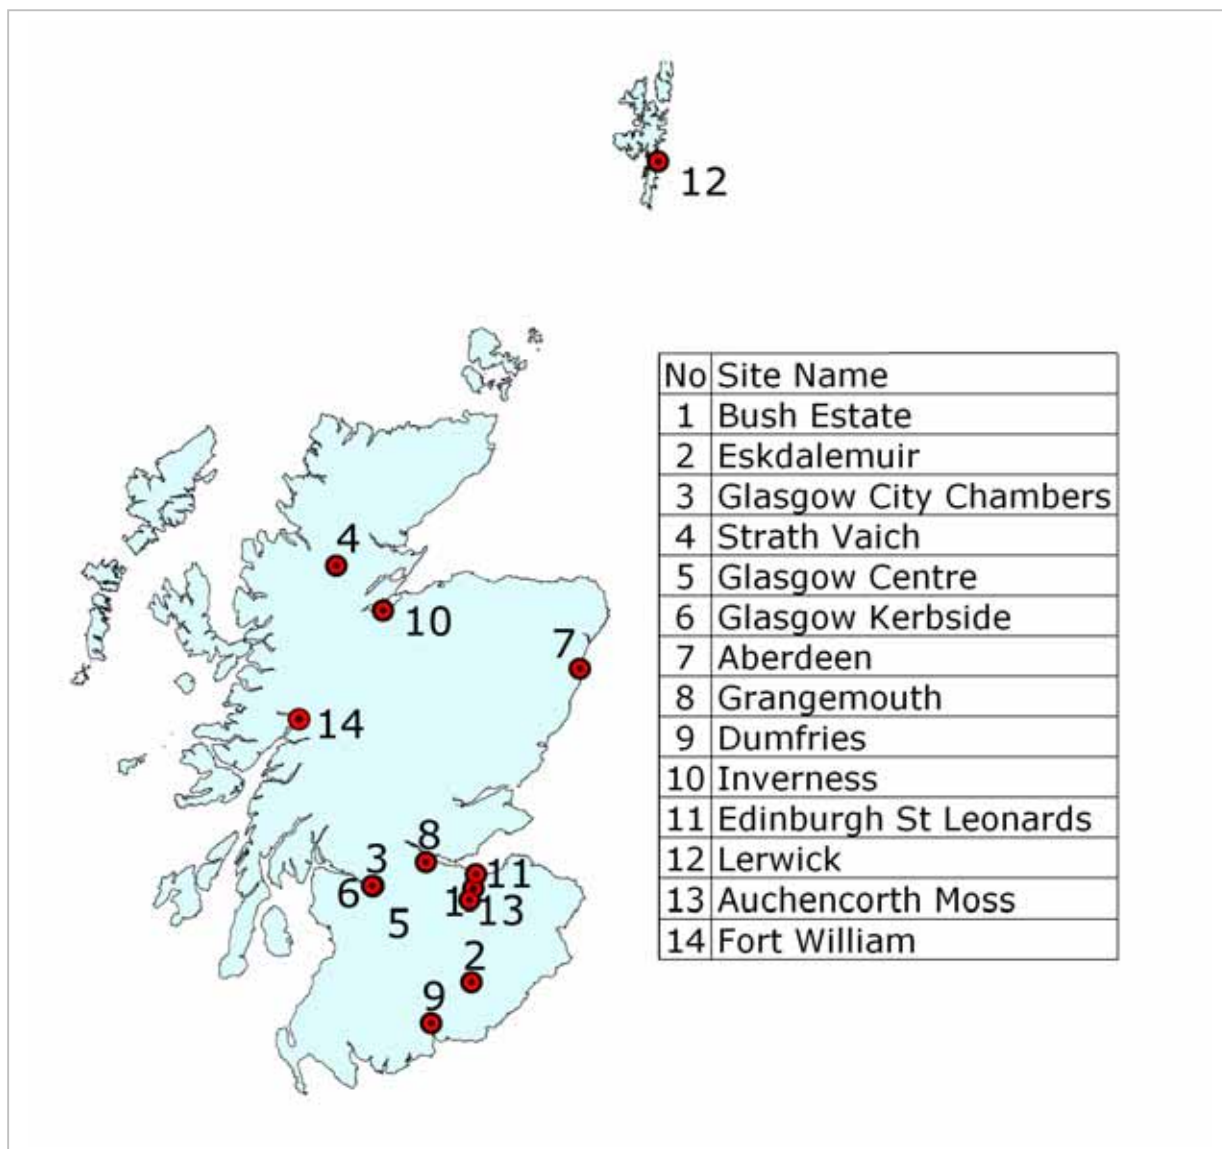 12
No Site Name
1 Bush Estate
2 Eskdalemuir
3 Glasgow City Chambers
4 Strath Vaich
5 Glasgow Centre
6 Glasgow Kerbside
7 Aberdeen
8 Grangemouth
9 Dumfries
10 Inverness
11 Edinburgh St Leonards
12 Lerwick
13 Auchencorth Moss
14 Fort William
4
10
7
14
8
3
11
6
1
13
5
2
9